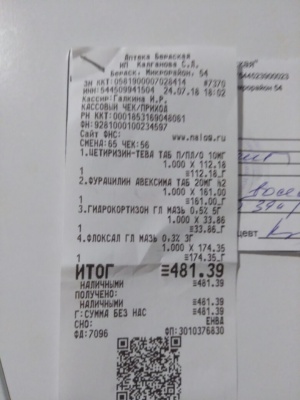 Аптека Бердская
ИП Калганова С.Л.
Бердск, Микрорайон, 54
ЗН ККТ:0581900007028414 #7370
ИНН:544509941504 24.07.18 18:02
КАССИР:Галкина И.Р.
КАССОВЫЙ ЧЕК/ПРИХОД
РН ККТ:0001853169048061
ФН:9281000100234597
Сайт ФНС: www.nalog.ru
СМЕНА:65 ЧЕК:56
1.ЦЕТИРИЗИН-ТЕВА ТАБ П/ПЛ/О 10МГ
1.000 X 112.18
1 ≡112.18_Г
2.ФУРАЦИЛИН АВЕКСИМА ТАБ 20МГ №2
1.000 X 161.00
1 ≡161.00_Г
3.ГИДРОКОРТИЗОН ГЛ МАЗЬ 0.5% 5Г
1.000 X 33.86
1 ≡33.86_Г
4.ФЛОКСАЛ ГЛ МАЗЬ 0.3% 3Г
1.000 X 174.35
1 ≡174.35_Г
ИТОГ ≡481.39
НАЛИЧНЫМИ ≡481.39
ПОЛУЧЕНО:
НАЛИЧНЫМИ ≡481.39
Г:СУММА БЕЗ НДС ≡481.39
СНО: ЕНВД
ФД:7096 ФП:3010376830
54